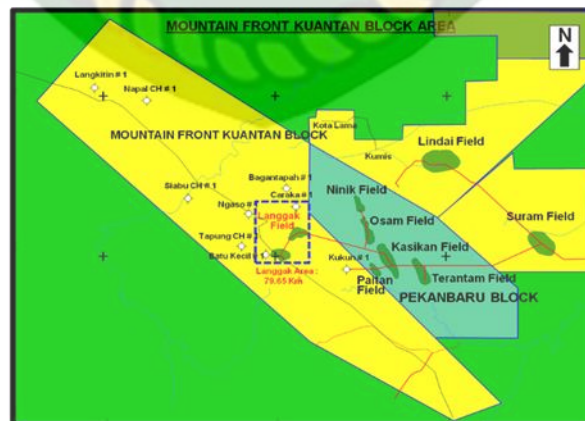 MOUNTAIN FRONT KUANTAN BLOCK AREA
N
Langkitin # 1
Napal CH # 1
Kota Lama
Lindai Field
MOUNTAIN FRONT KUANTAN BLOCK
Kumis
Bagantapah # 1
Siabu CH # 1
Caraka # 1
Ninik Field
Ngaso #
Langgak
Field
Osam Field
Suram Field
Tapung CH #
Kasikan Field
Batu Kecil
Kukun # 1
Langgak Area :
79.65 Km
Paitan
Field
Terantam Field
PEKANBARU BLOCK